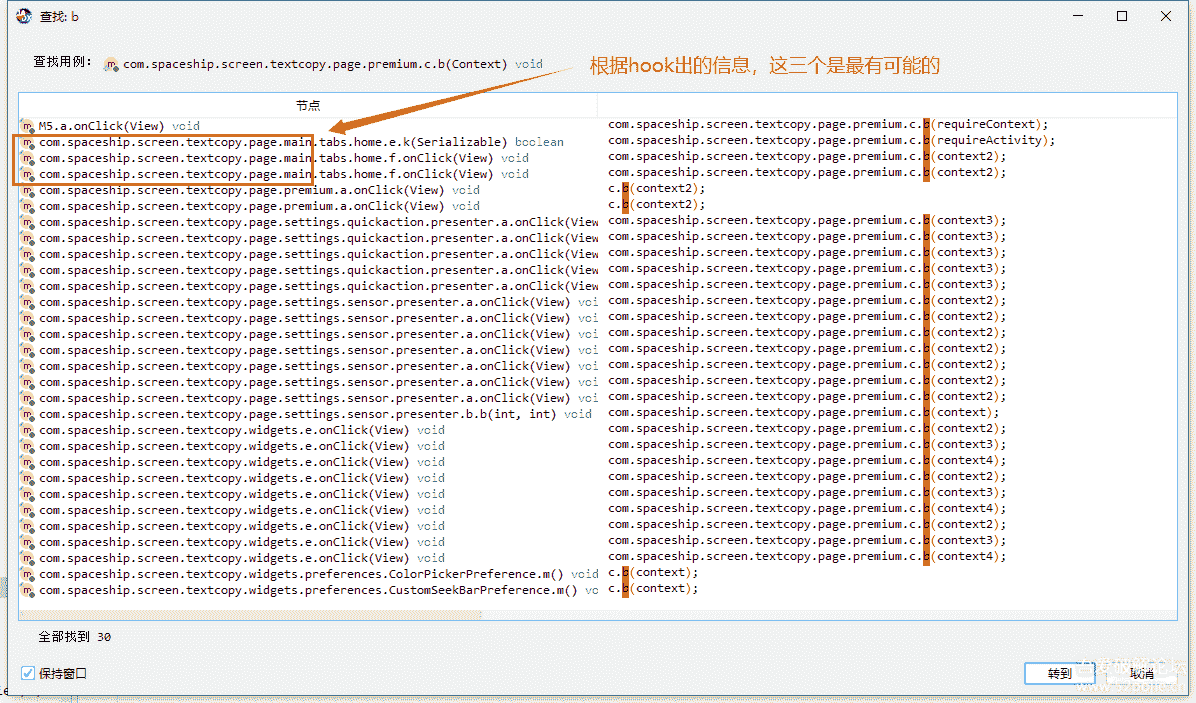 查找: b
查找用例: com.spaceship.screen.textcopy.page.premium.c.b(Context) void
根据hook出的信息，这三个是最有可能的
节点
M5.a.onClick(View) void com.spaceship.screen.textcopy.page.premium.c.b(requireContext);
com.spaceship.screen.textcopy.page.main.tabs.home.e.k(Serializable) boolean com.spaceship.screen.textcopy.page.premium.c.b(requireActivity);
com.spaceship.screen.textcopy.page.main.tabs.home.f.onClick(View) void com.spaceship.screen.textcopy.page.premium.c.b(context2);
com.spaceship.screen.textcopy.page.main.tabs.home.f.onClick(View) void com.spaceship.screen.textcopy.page.premium.c.b(context2);
com.spaceship.screen.textcopy.page.premium.a.onClick(View) void c.b(context2);
com.spaceship.screen.textcopy.page.premium.a.onClick(View) void c.b(context2);
com.spaceship.screen.textcopy.page.settings.quickaction.presenter.a.onClick(View com.spaceship.screen.textcopy.page.premium.c.b(context3);
com.spaceship.screen.textcopy.page.settings.quickaction.presenter.a.onClick(View com.spaceship.screen.textcopy.page.premium.c.b(context3);
com.spaceship.screen.textcopy.page.settings.quickaction.presenter.a.onClick(View com.spaceship.screen.textcopy.page.premium.c.b(context3);
com.spaceship.screen.textcopy.page.settings.quickaction.presenter.a.onClick(View com.spaceship.screen.textcopy.page.premium.c.b(context3);
com.spaceship.screen.textcopy.page.settings.quickaction.presenter.a.onClick(View com.spaceship.screen.textcopy.page.premium.c.b(context3);
com.spaceship.screen.textcopy.page.settings.sensor.presenter.a.onClick(View) voi com.spaceship.screen.textcopy.page.premium.c.b(context2);
com.spaceship.screen.textcopy.page.settings.sensor.presenter.a.onClick(View) voi com.spaceship.screen.textcopy.page.premium.c.b(context2);
com.spaceship.screen.textcopy.page.settings.sensor.presenter.a.onClick(View) voi com.spaceship.screen.textcopy.page.premium.c.b(context2);
com.spaceship.screen.textcopy.page.settings.sensor.presenter.a.onClick(View) voi com.spaceship.screen.textcopy.page.premium.c.b(context2);
com.spaceship.screen.textcopy.page.settings.sensor.presenter.a.onClick(View) voi com.spaceship.screen.textcopy.page.premium.c.b(context2);
com.spaceship.screen.textcopy.page.settings.sensor.presenter.a.onClick(View) voi com.spaceship.screen.textcopy.page.premium.c.b(context2);
com.spaceship.screen.textcopy.page.settings.sensor.presenter.a.onClick(View) voi com.spaceship.screen.textcopy.page.premium.c.b(context2);
com.spaceship.screen.textcopy.page.settings.sensor.presenter.b.b(int, int) void com.spaceship.screen.textcopy.page.premium.c.b(context);
com.spaceship.screen.textcopy.widgets.e.onClick(View) void com.spaceship.screen.textcopy.page.premium.c.b(context2);
com.spaceship.screen.textcopy.widgets.e.onClick(View) void com.spaceship.screen.textcopy.page.premium.c.b(context3);
com.spaceship.screen.textcopy.widgets.e.onClick(View) void com.spaceship.screen.textcopy.page.premium.c.b(context4);
com.spaceship.screen.textcopy.widgets.e.onClick(View) void com.spaceship.screen.textcopy.page.premium.c.b(context2);
com.spaceship.screen.textcopy.widgets.e.onClick(View) void com.spaceship.screen.textcopy.page.premium.c.b(context3);
com.spaceship.screen.textcopy.widgets.e.onClick(View) void com.spaceship.screen.textcopy.page.premium.c.b(context4);
com.spaceship.screen.textcopy.widgets.e.onClick(View) void com.spaceship.screen.textcopy.page.premium.c.b(context2);
com.spaceship.screen.textcopy.widgets.e.onClick(View) void com.spaceship.screen.textcopy.page.premium.c.b(context3);
com.spaceship.screen.textcopy.widgets.e.onClick(View) void com.spaceship.screen.textcopy.page.premium.c.b(context4);
com.spaceship.screen.textcopy.widgets.preferences.ColorPickerPreference.m() void c.b(context);
com.spaceship.screen.textcopy.widgets.preferences.CustomSeekBarPreference.m() vo c.b(context);
全部找到 30
保持窗口
转到 取消